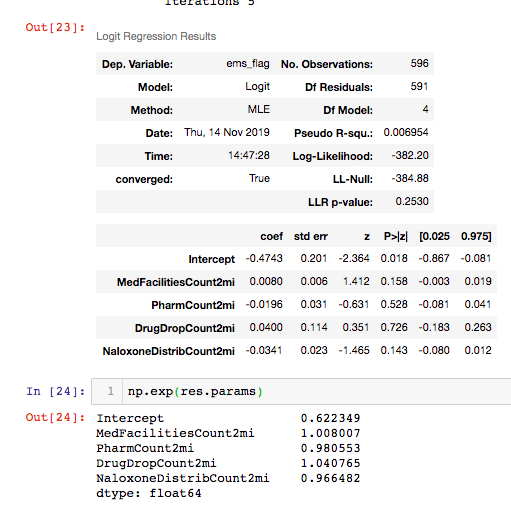 Iterations 5
Out[23]:
Logit Regression Results
Dep. Variable: ems_flag No. Observations: 596
Model: Logit Df Residuals: 591
Method: MLE Df Model: 4
Date: Thu, 14 Nov 2019 Pseudo R-squ.: 0.006954
Time: 14:47:28 Log-Likelihood: -382.20
converged: True LL-Null: -384.88
LLR p-value: 0.2530
coef std err z P>|z| [0.025 0.975]
Intercept -0.4743 0.201 -2.364 0.018 -0.867 -0.081
MedFacilitiesCount2mi 0.0080 0.006 1.412 0.158 -0.003 0.019
PharmCount2mi -0.0196 0.031 -0.631 0.528 -0.081 0.041
DrugDropCount2mi 0.0400 0.114 0.351 0.726 -0.183 0.263
NaloxoneDistribCount2mi -0.0341 0.023 -1.465 0.143 -0.080 0.012
In [24]: 1 np.exp(res.params)
Out[24]: Intercept 0.622349
MedFacilitiesCount2mi 1.008007
PharmCount2mi 0.980553
DrugDropCount2mi 1.040765
NaloxoneDistribCount2mi 0.966482
dtype: float64